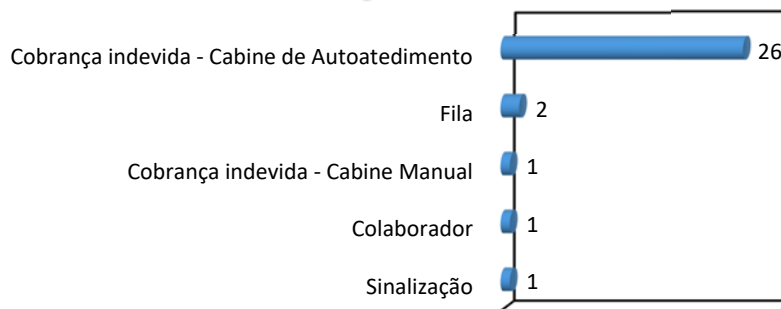 Cobrança indevida - Cabine de Autoatedimento 26
Fila 2
Cobrança indevida - Cabine Manual 1
Colaborador 1
Sinalização 1